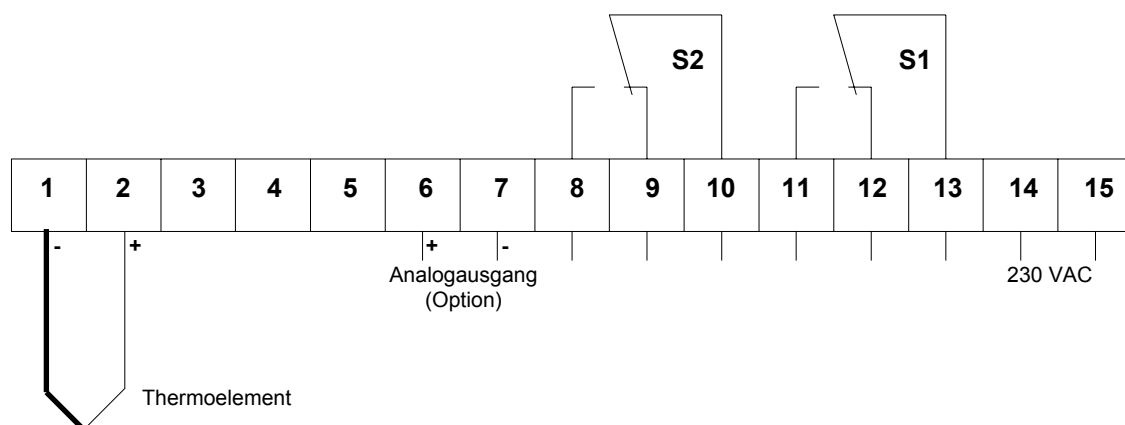 S2 S1
1 2 3 4 5 6 7 8 9 10 11 12 13 14 15
- + + -
Analogausgang 230 VAC
(Option)
Thermoelement